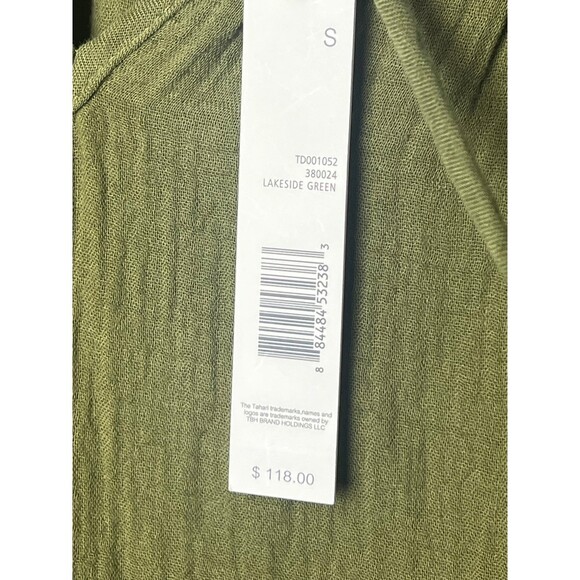 S
TD001052
380024
LAKESIDE GREEN
8 84484 53238 3
The Tahari trademarks,names and
logos are trademarks owned by
TBH BRAND HOLDINGS LLC
$ 118.00